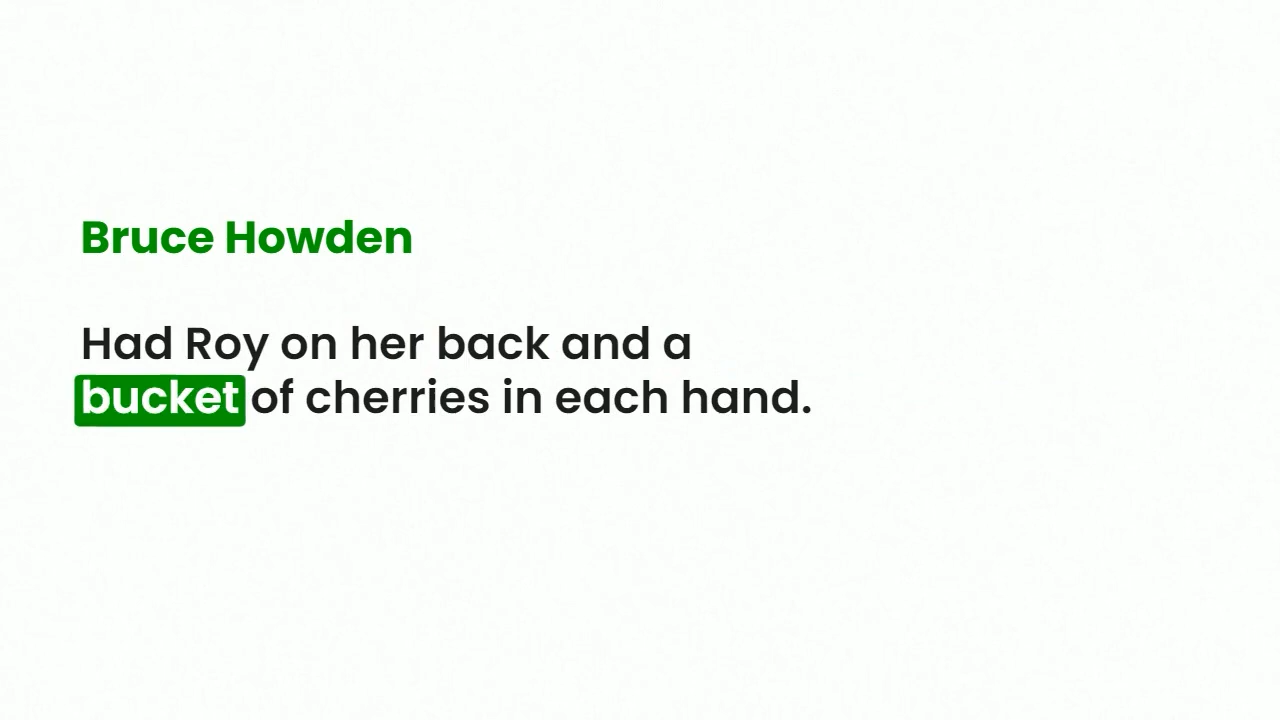 Bruce Howden
Had Roy on her back and a
bucket of cherries in each hand.